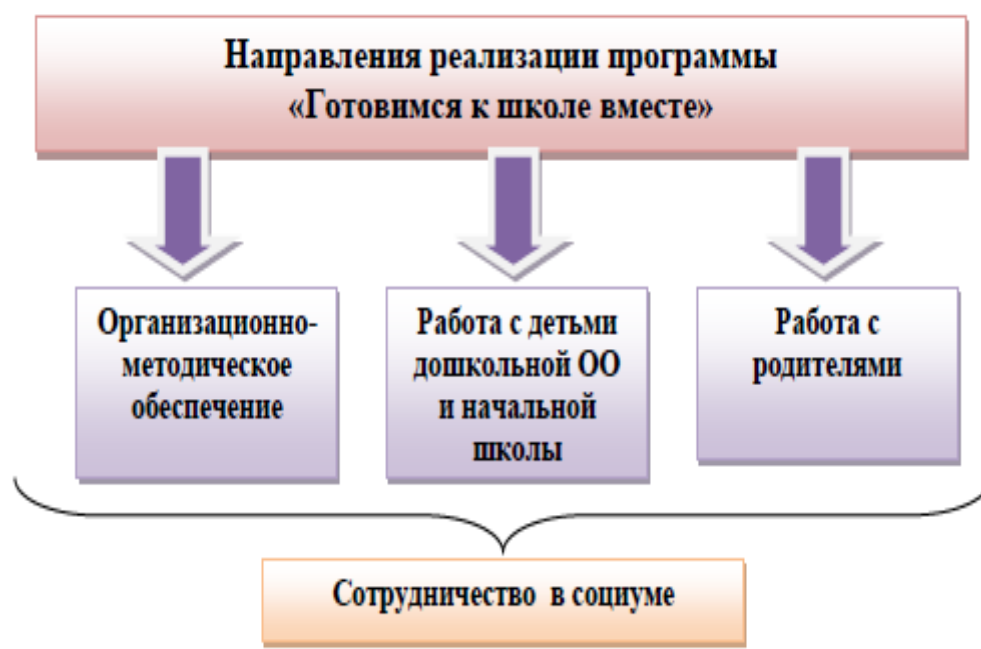 Направления реализации программы
«Готовимся к школе вместе»
Организационно-
методическое
обеспечение
Работа с детьми
дошкольной ОО
и начальной
школы
Работа с
родителями
Сотрудничество в социуме